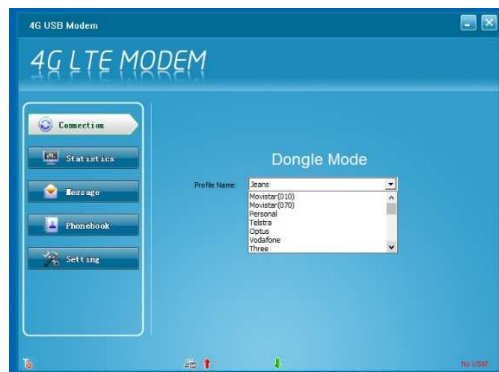 4G USB Modem
4G LTE MODEM
Connection
Statistics
Message
Phonebook
Setting
Dongle Mode
Profile Name:
Jeans
Movistar(010)
Movistar(070)
Personal
Telstra
Optus
Vodafone
Three
No USIM